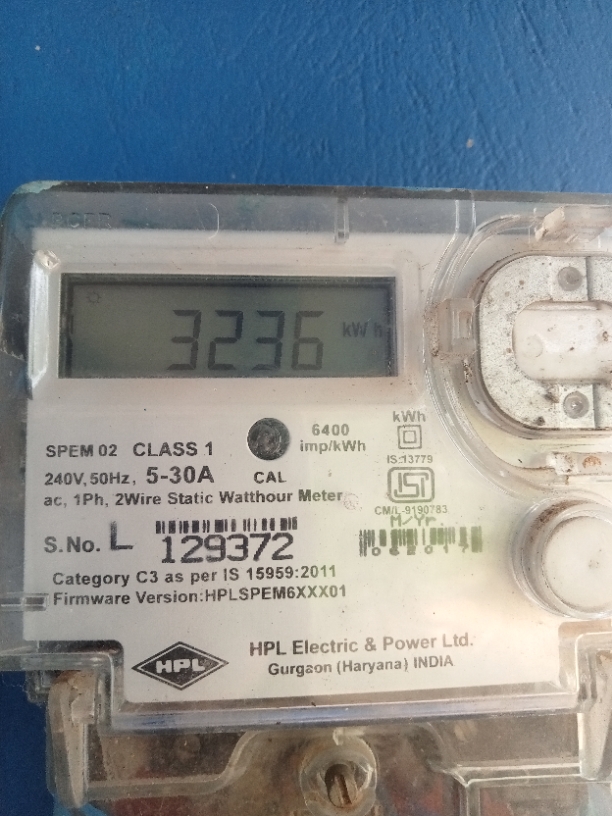 3236 kWh
6400
imp/kWh
kWh
IS:13779
SPEM 02 CLASS 1
240V, 50Hz, 5-30A
CAL
ac, 1Ph, 2Wire Static Watthour Meter
ISI
CM/L-9190783
M/Yr.
S.No. L 129372
Category C3 as per IS 15959:2011
Firmware Version:HPLSPEM6XXX01
HPL
HPL Electric & Power Ltd.
Gurgaon (Haryana) INDIA